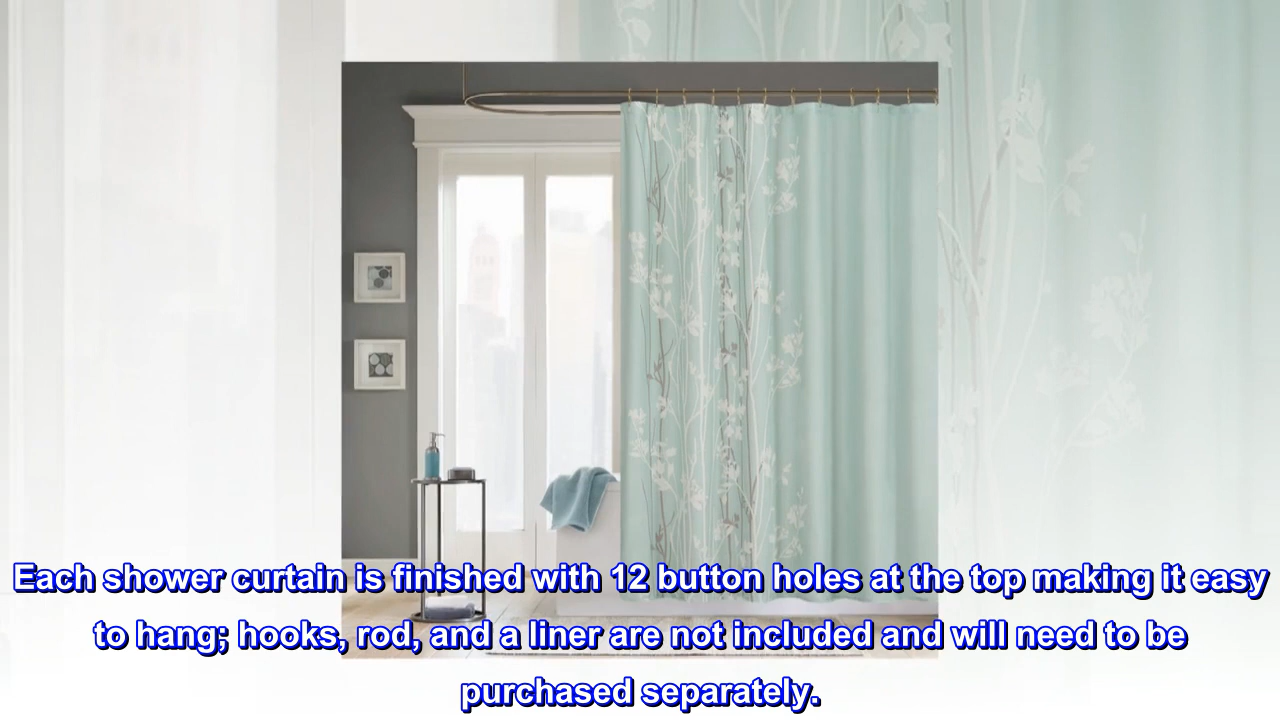 Each shower curtain is finished with 12 button holes at the top making it easy
to hang; hooks, rod, and a liner are not included and will need to be
purchased separately.